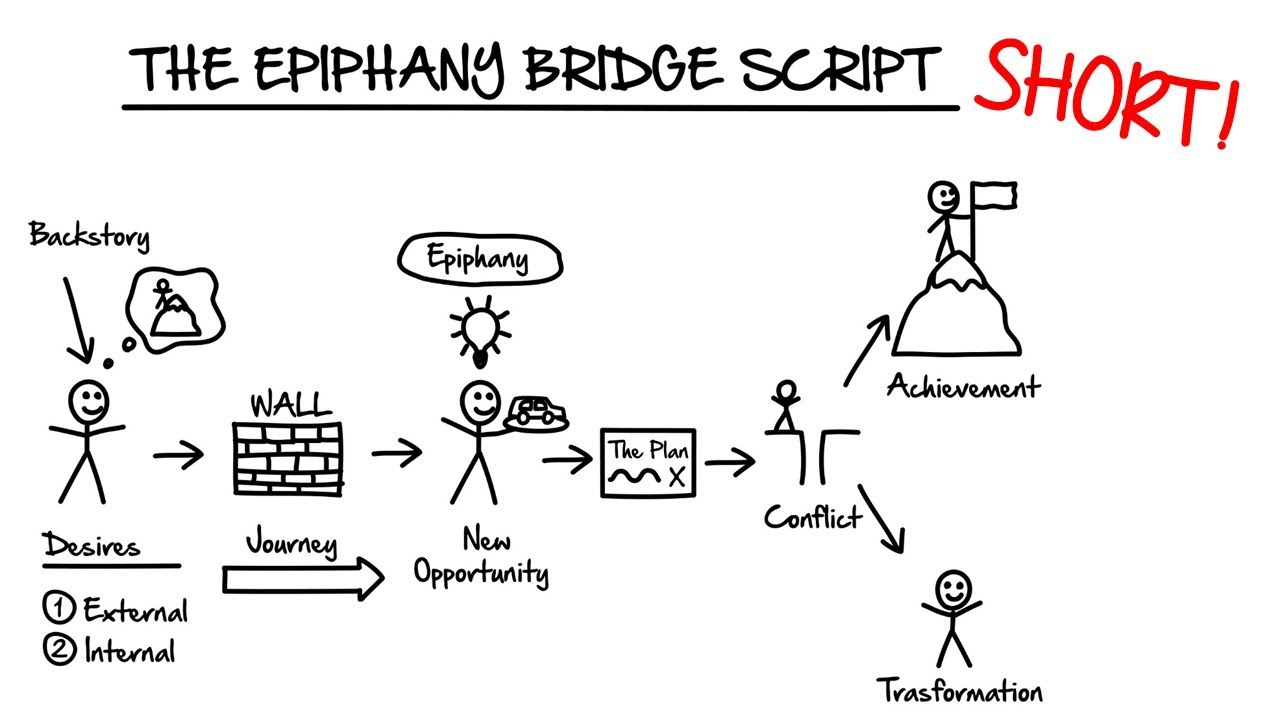 THE EPIPHANY BRIDGE SCRIPT
SHORT!
Backstory
Desires
① External
② Internal
WALL
Journey
Epiphany
New
Opportunity
The Plan
X
Conflict
Achievement
Trasformation